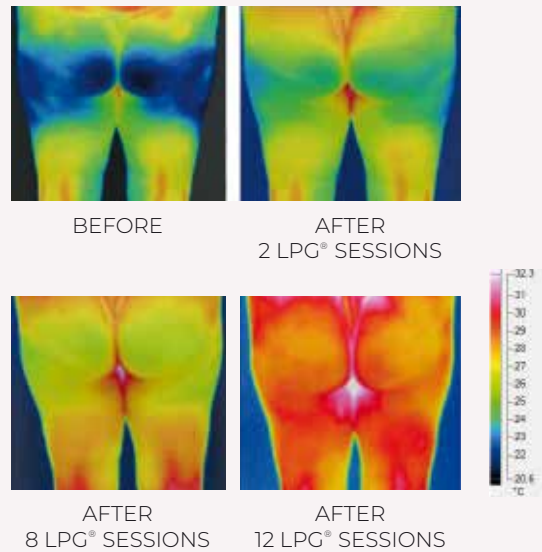 BEFORE
AFTER
2 LPG® SESSIONS
32.3
31
30
29
28
27
26
25
24
23
22
20.6
°C
AFTER
8 LPG® SESSIONS
AFTER
12 LPG® SESSIONS